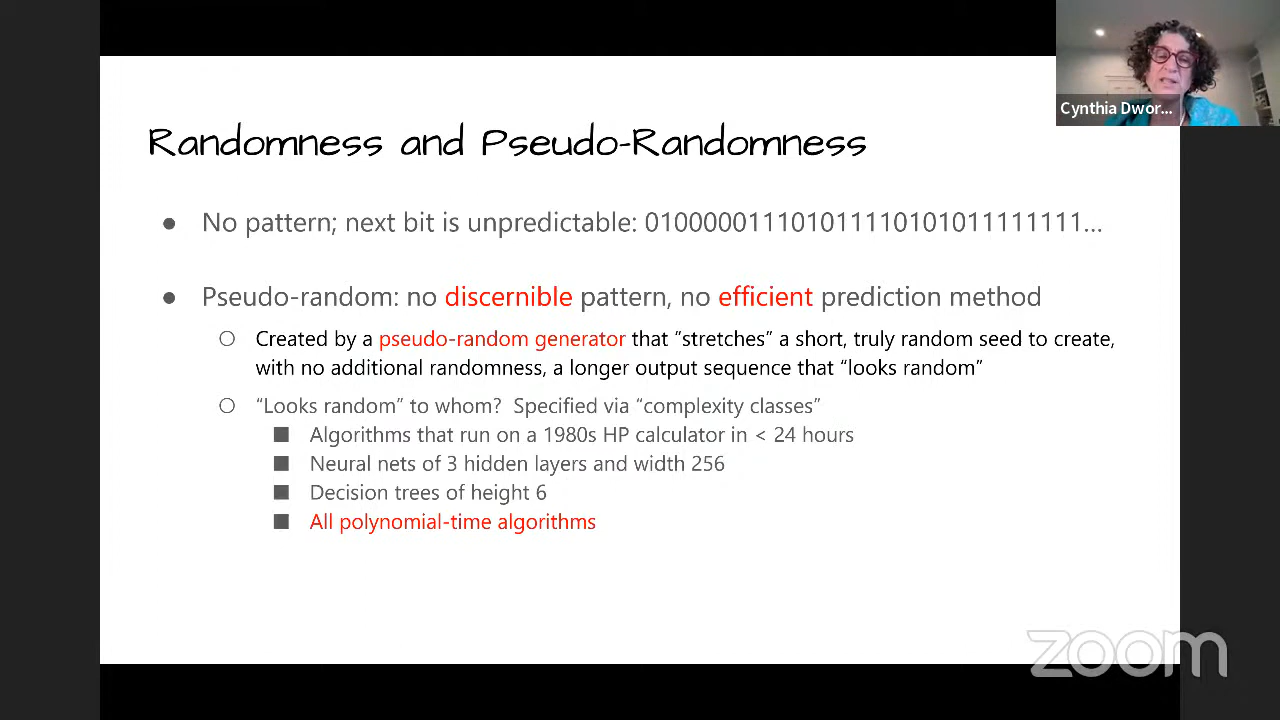 Cynthia Dwor...
Randomness and Pseudo-Randomness
● No pattern; next bit is unpredictable: 0100000111010111101010111111111...
● Pseudo-random: no discernible pattern, no efficient prediction method
○ Created by a pseudo-random generator that “stretches” a short, truly random seed to create,
with no additional randomness, a longer output sequence that “looks random”
○ “Looks random” to whom? Specified via “complexity classes”
■ Algorithms that run on a 1980s HP calculator in < 24 hours
■ Neural nets of 3 hidden layers and width 256
■ Decision trees of height 6
■ All polynomial-time algorithms
zoom